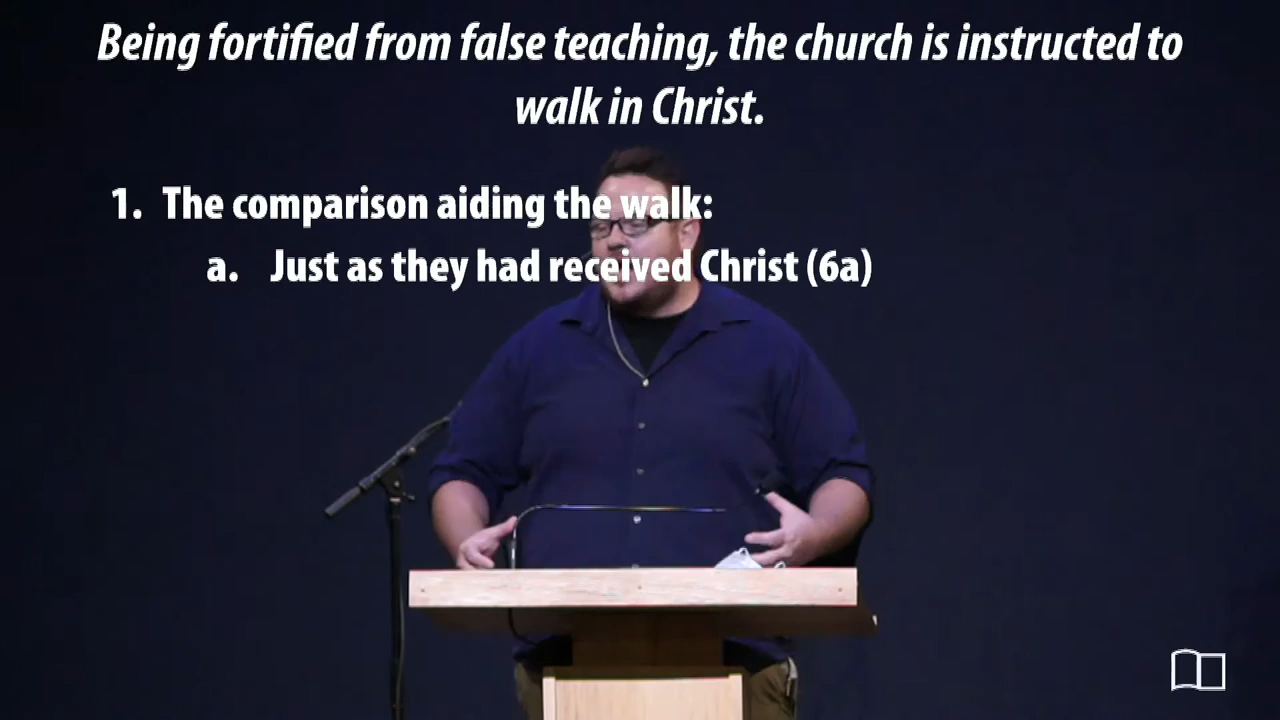 Being fortified from false teaching, the church is instructed to
walk in Christ.
1. The comparison aiding the walk:
a. Just as they had received Christ (6a)